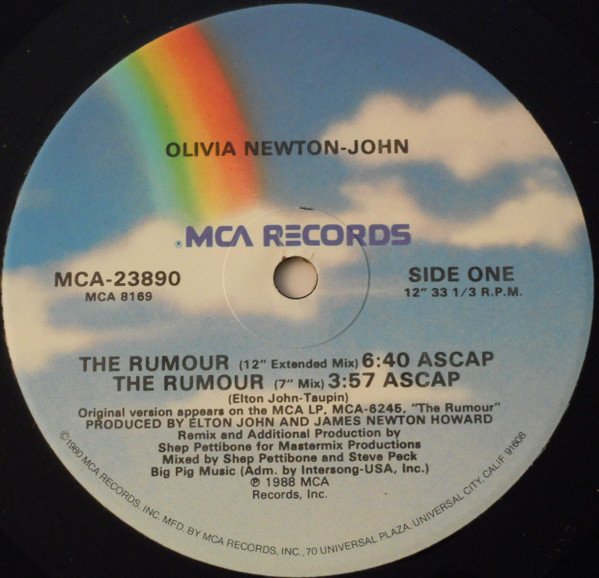 OLIVIA NEWTON-JOHN
®MCA RECORDS
MCA-23890
MCA 8169
SIDE ONE
12" 33 1/3 R.P.M.
THE RUMOUR (12" Extended Mix) 6:40 ASCAP
THE RUMOUR (7" Mix) 3:57 ASCAP
(Elton John-Taupin)
Original version appears on the MCA LP, MCA-6245, "The Rumour"
PRODUCED BY ELTON JOHN AND JAMES NEWTON HOWARD
Remix and Additional Production by
Shep Pettibone for Mastermix Productions
Mixed by Shep Pettibone and Steve Peck
Big Pig Music (Adm. by Intersong-USA, Inc.)
℗ 1988 MCA
Records, Inc.
©1980 MCA RECORDS, INC. MFD. BY MCA RECORDS, INC., 70 UNIVERSAL PLAZA, UNIVERSAL CITY, CALIF. 91608